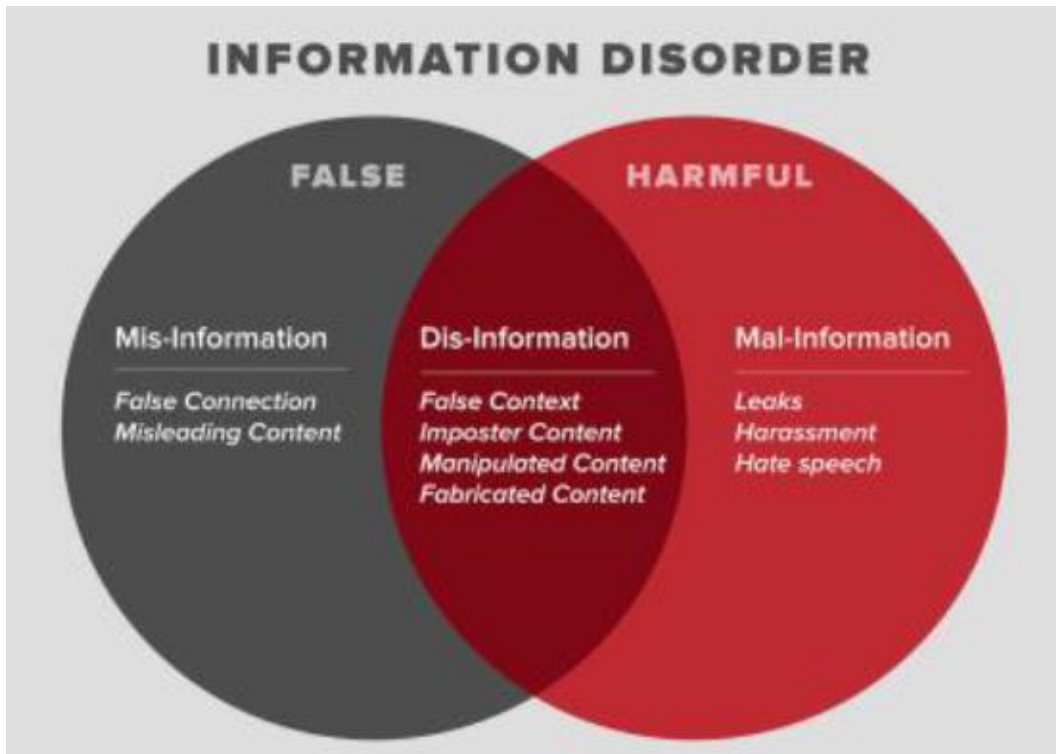 INFORMATION DISORDER
FALSE
HARMFUL
Mis-Information
False Connection
Misleading Content
Dis-Information
False Context
Imposter Content
Manipulated Content
Fabricated Content
Mal-Information
Leaks
Harassment
Hate speech